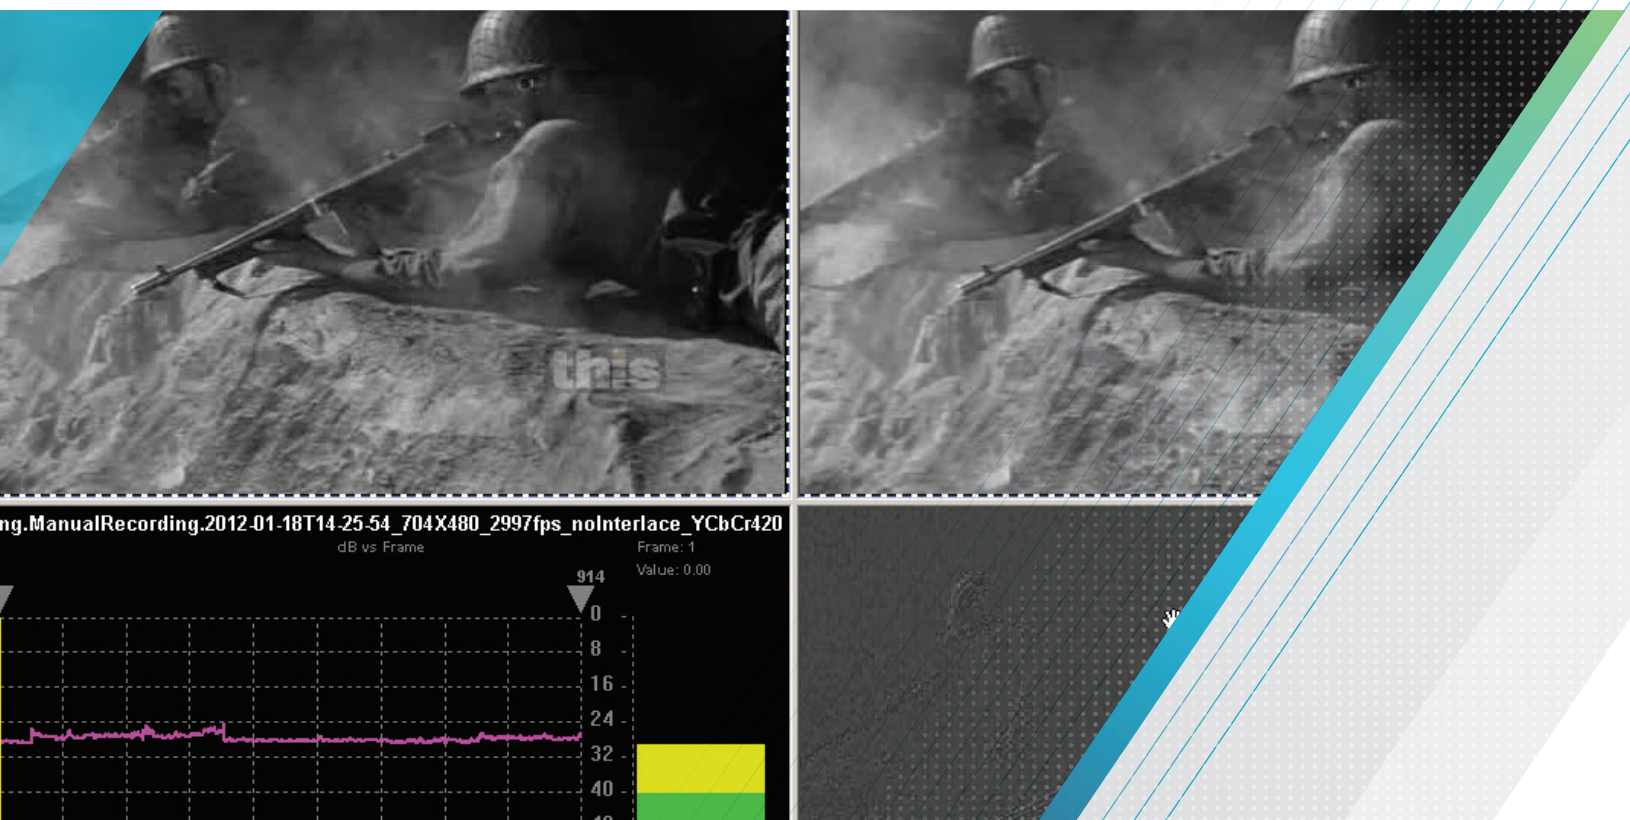 this
ng.ManualRecording.2012-01-18T14-25-54_704X480_2997fps_noInterlace_YCbCr420
dB vs Frame
Frame: 1
Value: 0.00
914
0
8
16
24
32
40